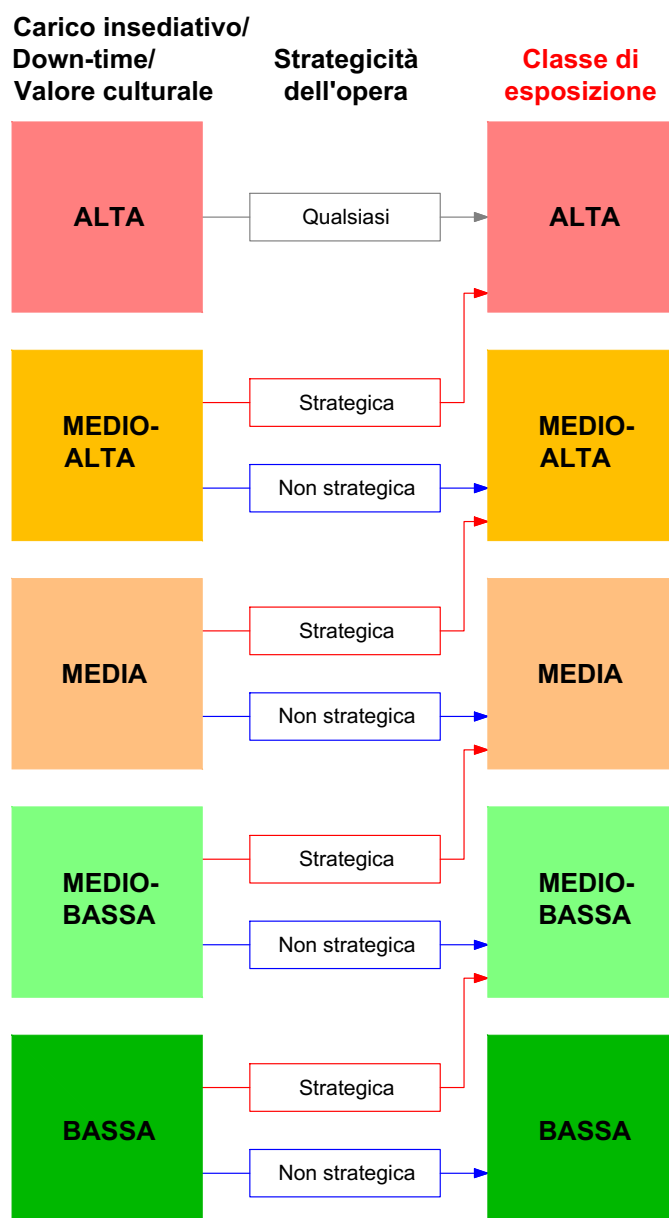 Carico insediativo/
Down-time/
Valore culturale
Strategicità
dell'opera
Classe di
esposizione
ALTA
Qualsiasi
ALTA
MEDIO-
ALTA
Strategica
Non strategica
MEDIO-
ALTA
MEDIA
Strategica
Non strategica
MEDIA
MEDIO-
BASSA
Strategica
Non strategica
MEDIO-
BASSA
BASSA
Strategica
Non strategica
BASSA